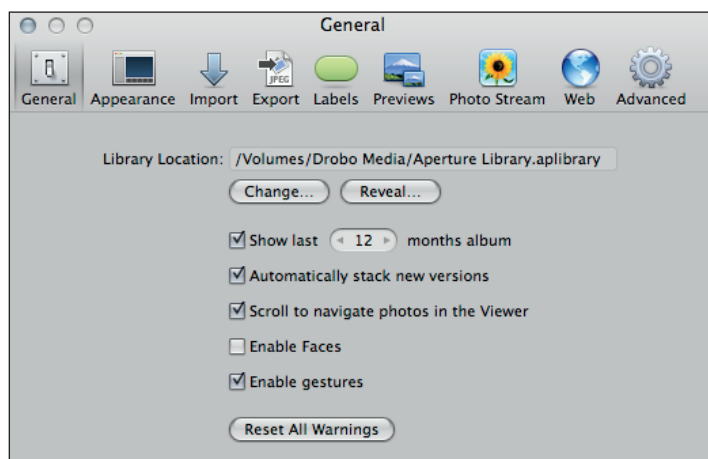 General
General Appearance Import Export Labels Previews Photo Stream Web Advanced
JPEG
Library Location: /Volumes/Drobo Media/Aperture Library.aplibrary
Change... Reveal...
Show last 12 months album
Automatically stack new versions
Scroll to navigate photos in the Viewer
Enable Faces
Enable gestures
Reset All Warnings